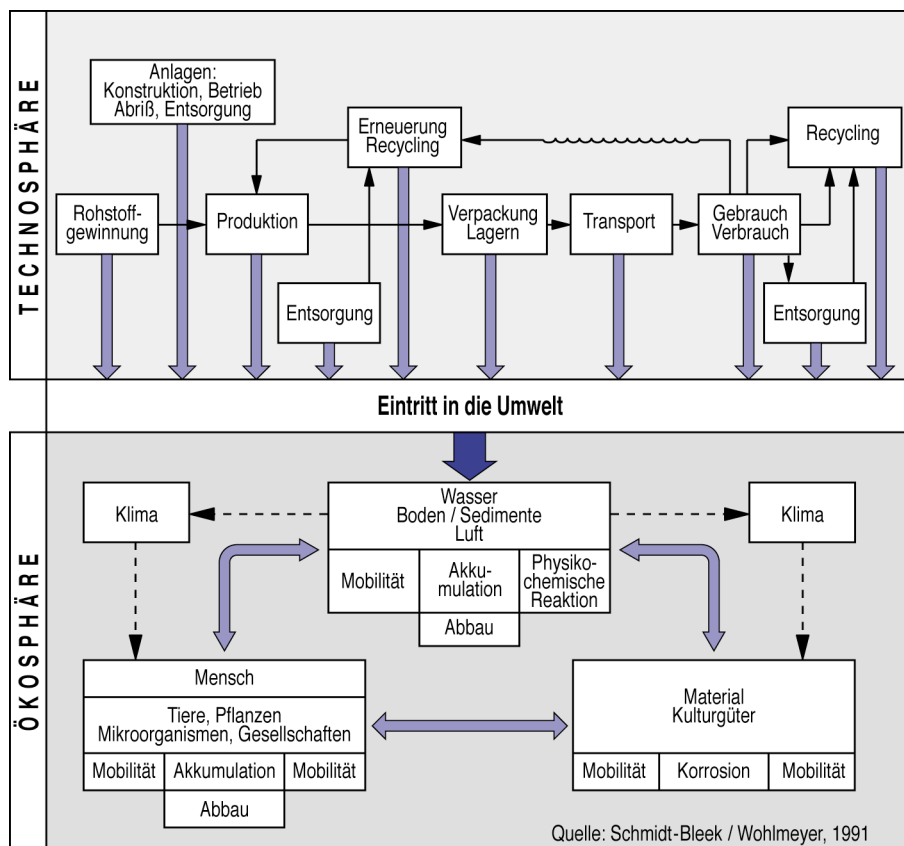 TECHNOSPHÄRE
Anlagen:
Konstruktion, Betrieb
Abriß, Entsorgung
Erneuerung
Recycling
Recycling
Rohstoff-
gewinnung
Produktion
Verpackung
Lagern
Transport
Gebrauch
Verbrauch
Entsorgung
Entsorgung
Eintritt in die Umwelt
ÖKOSPHÄRE
Klima
Wasser
Boden / Sedimente
Luft
Klima
Mobilität
Akku-
mulation
Physiko-
chemische
Reaktion
Abbau
Mensch
Tiere, Pflanzen
Mikroorganismen, Gesellschaften
Mobilität
Akkumulation
Mobilität
Abbau
Material
Kulturgüter
Mobilität
Korrosion
Mobilität
Quelle: Schmidt-Bleek / Wohlmeyer, 1991